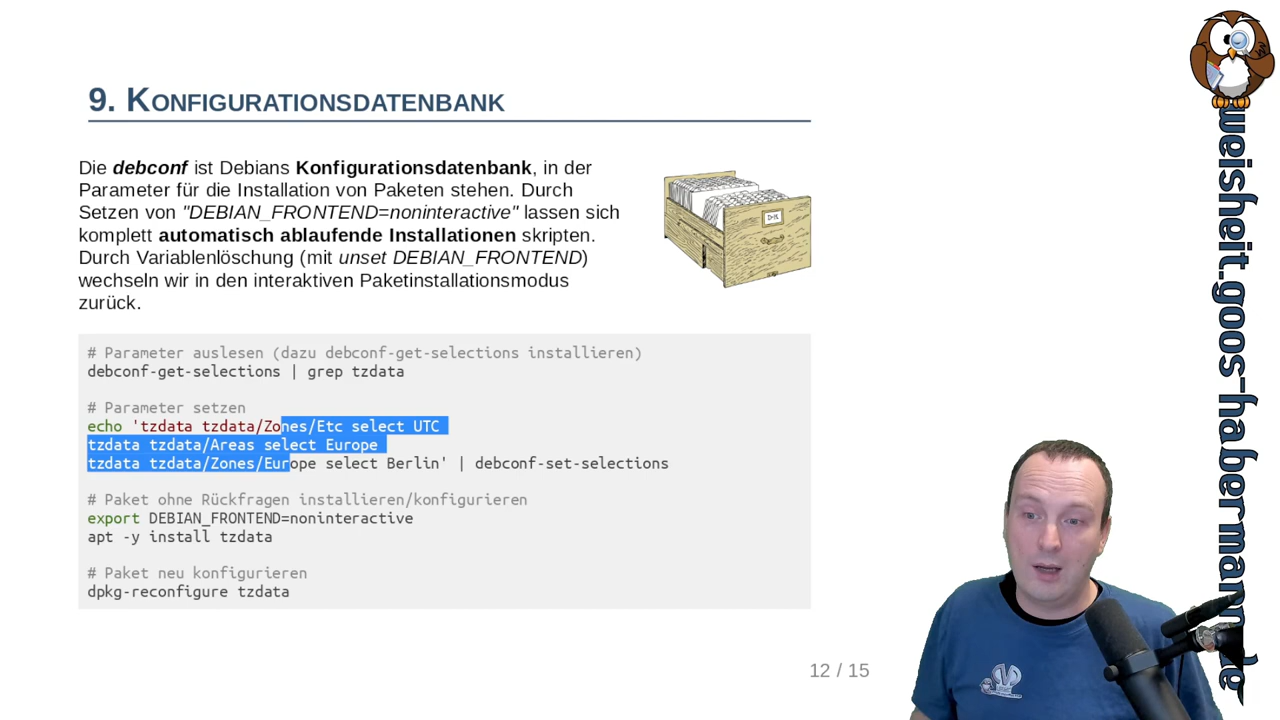 9. Konfigurationsdatenbank
Die debconf ist Debians Konfigurationsdatenbank, in der
Parameter für die Installation von Paketen stehen. Durch
Setzen von "DEBIAN_FRONTEND=noninteractive" lassen sich
komplett automatisch ablaufende Installationen skripten.
Durch Variablenlöschung (mit unset DEBIAN_FRONTEND)
wechseln wir in den interaktiven Paketinstallationsmodus
zurück.
# Parameter auslesen (dazu debconf-get-selections installieren)
debconf-get-selections | grep tzdata
# Parameter setzen
echo 'tzdata tzdata/Zones/Etc select UTC
tzdata tzdata/Areas select Europe
tzdata tzdata/Zones/Europe select Berlin' | debconf-set-selections
# Paket ohne Rückfragen installieren/konfigurieren
export DEBIAN_FRONTEND=noninteractive
apt -y install tzdata
# Paket neu konfigurieren
dpkg-reconfigure tzdata
12 / 15
weisheit.goos-habermann.de